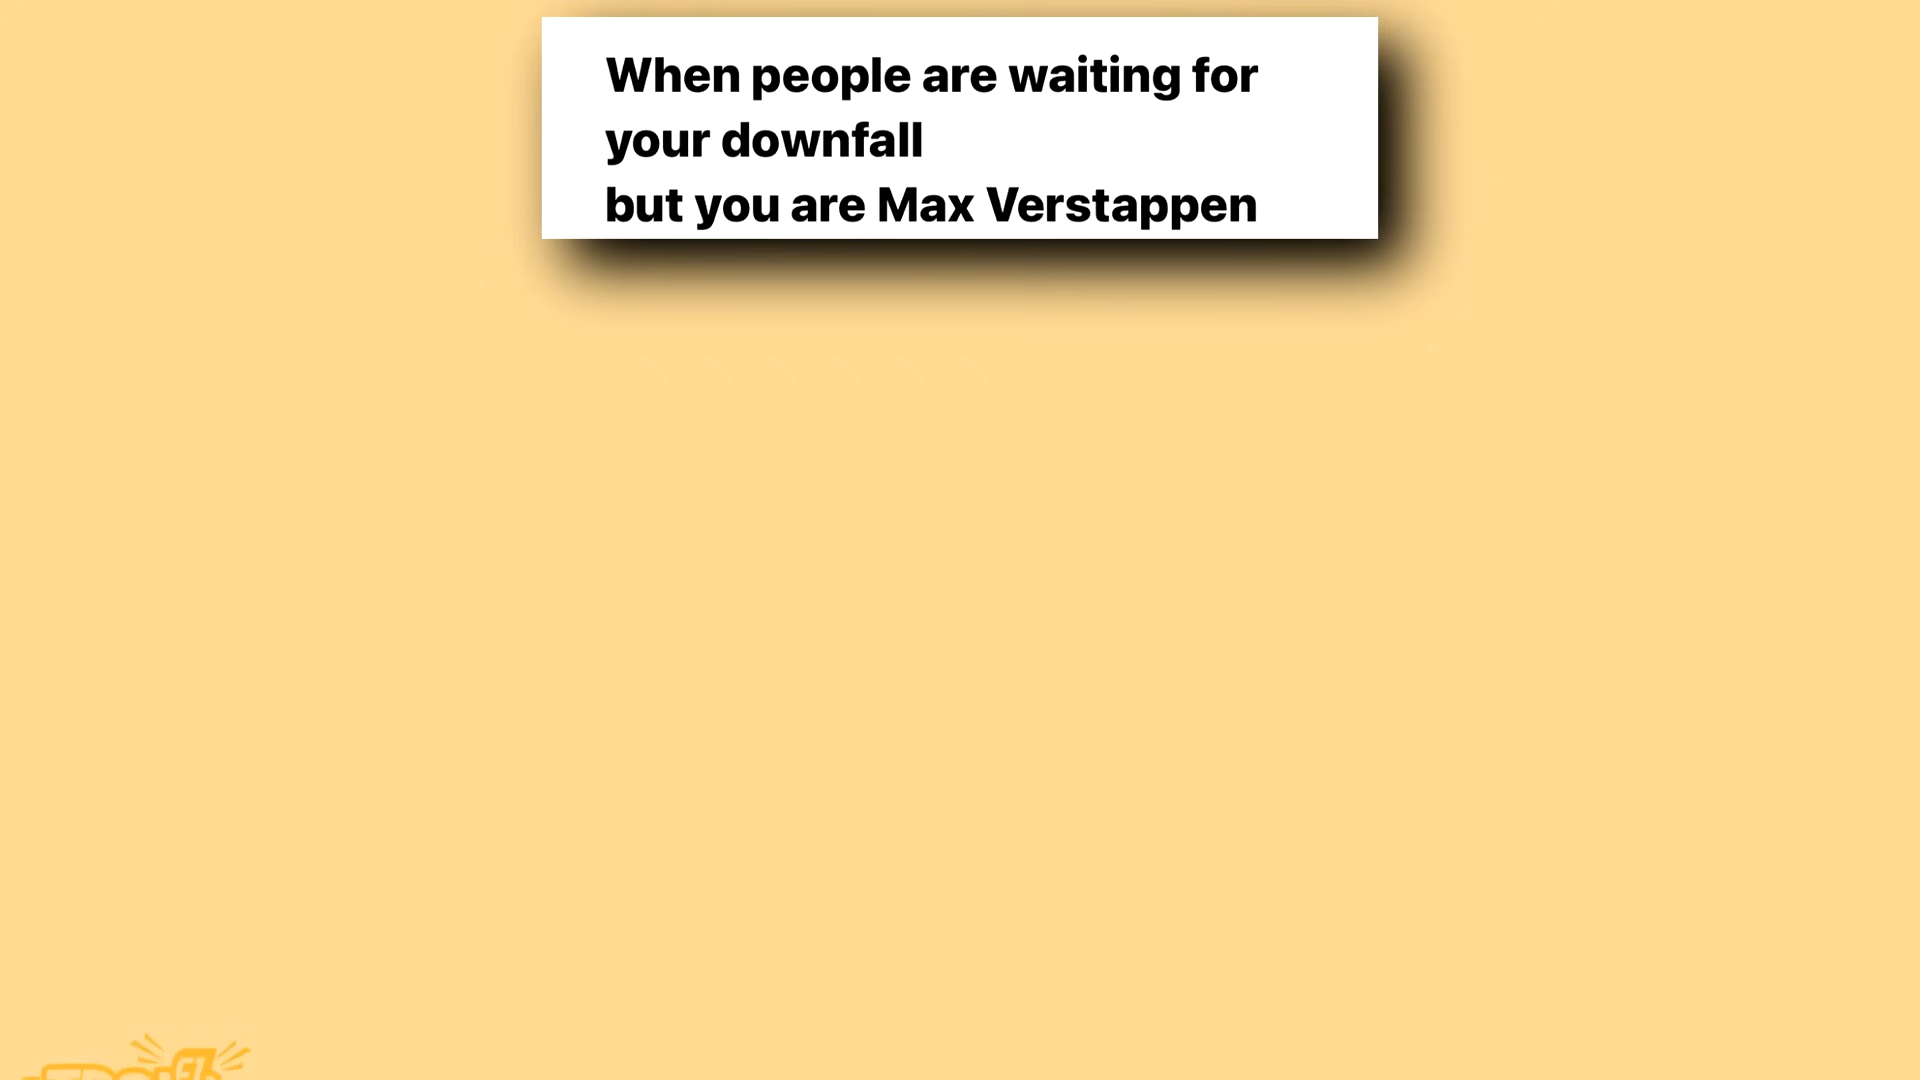 When people are waiting for
your downfall
but you are Max Verstappen